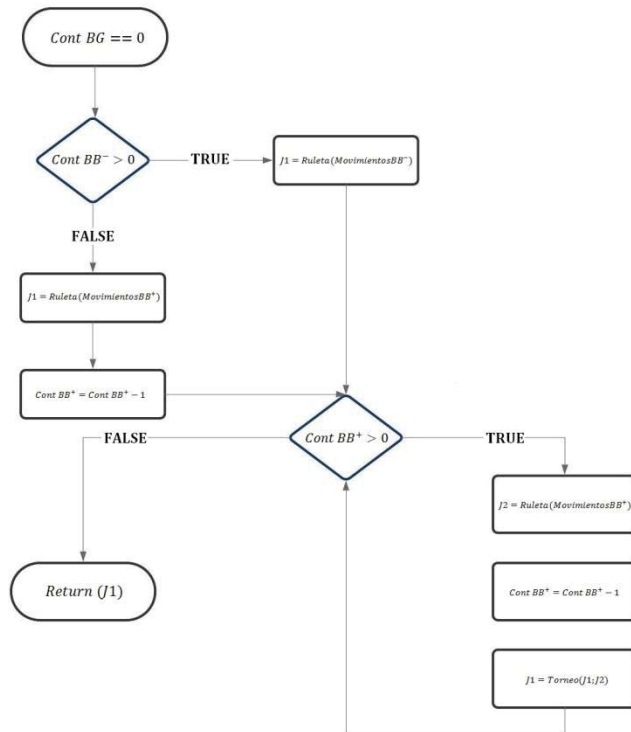 Cont BG == 0
Cont BB⁻ > 0
TRUE
J1 = Ruleta(MovimientosBB⁻)
FALSE
J1 = Ruleta(MovimientosBB⁺)
Cont BB⁺ = Cont BB⁺ − 1
Cont BB⁺ > 0
FALSE
TRUE
J2 = Ruleta(MovimientosBB⁺)
Return (J1)
Cont BB⁺ = Cont BB⁺ − 1
J1 = Torneo(J1;J2)